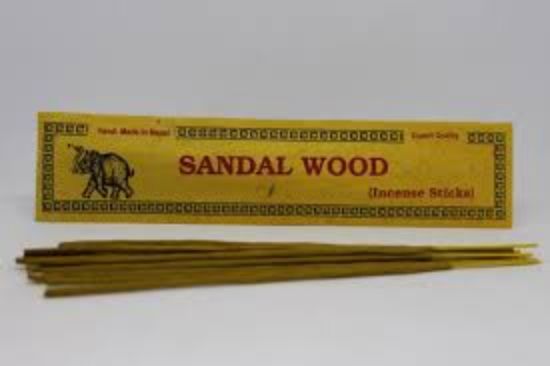 Hand Made in Nepal
Export Quality
SANDAL WOOD
(Incense Sticks)